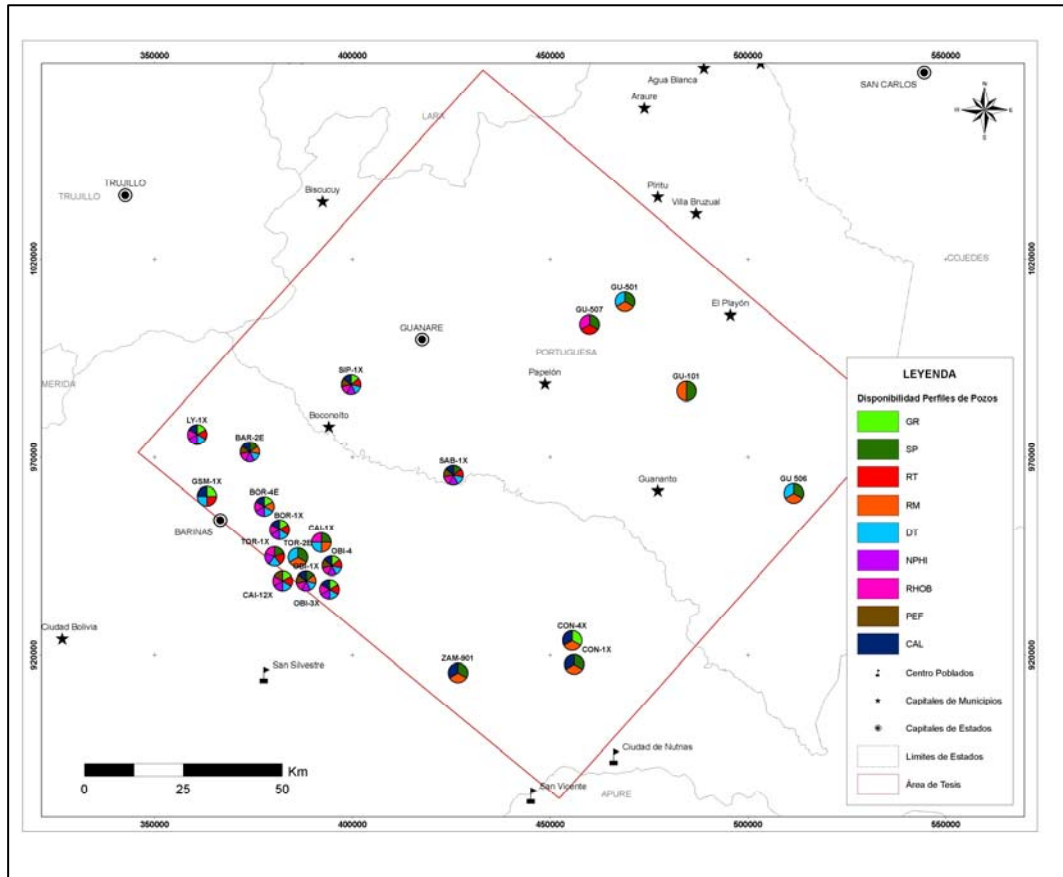 350000 400000 450000 500000 550000
Agua Blanca
SAN CARLOS
Araure
LARA
N
W E
S
TRUJILLO
TRUJILLO
Biscucuy
Píritu
Villa Bruzual
1020000
1020000
COJEDES
GU-501
El Playón
GU-507
GUANARE
PORTUGUESA
SIP-1X
Papelón
GU-101
MERIDA
Boconoíto
LY-1X
BAR-2E
970000
970000
SAB-1X
GSM-1X
Guanarito
GU 506
BOR-4E
BARINAS
BOR-1X
CAI-1X
TOR-1X
TOR-2E
OBI-4
OBI-1X
CAI-12X
OBI-3X
Ciudad Bolivia
CON-4X
920000
920000
ZAM-901
CON-1X
San Silvestre
Ciudad de Nutrias
San Vicente
APURE
0 25 50
Km
LEYENDA
Disponibilidad Perfiles de Pozos
GR
SP
RT
RM
DT
NPHI
RHOB
PEF
CAL
Centro Poblados
Capitales de Municipios
Capitales de Estados
Limites de Estados
Área de Tesis
350000 400000 450000 500000 550000